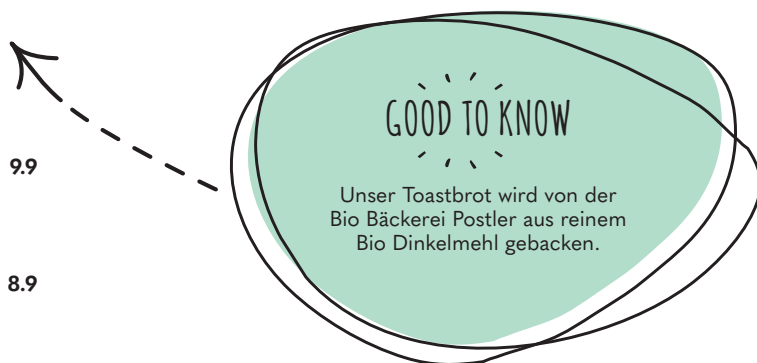 GOOD TO KNOW
9.9
Unser Toastbrot wird von der
Bio Bäckerei Postler aus reinem
Bio Dinkelmehl gebacken.
8.9